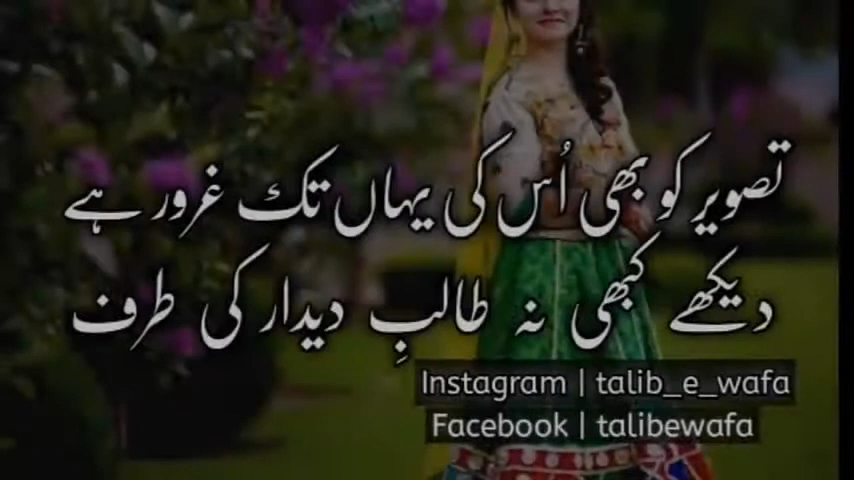 تصویر کو بھی اُس کی یہاں تک غرور ہے
دیکھے کبھی نہ طالبِ دیدار کی طرف
Instagram | talib_e_wafa
Facebook | talibewafa